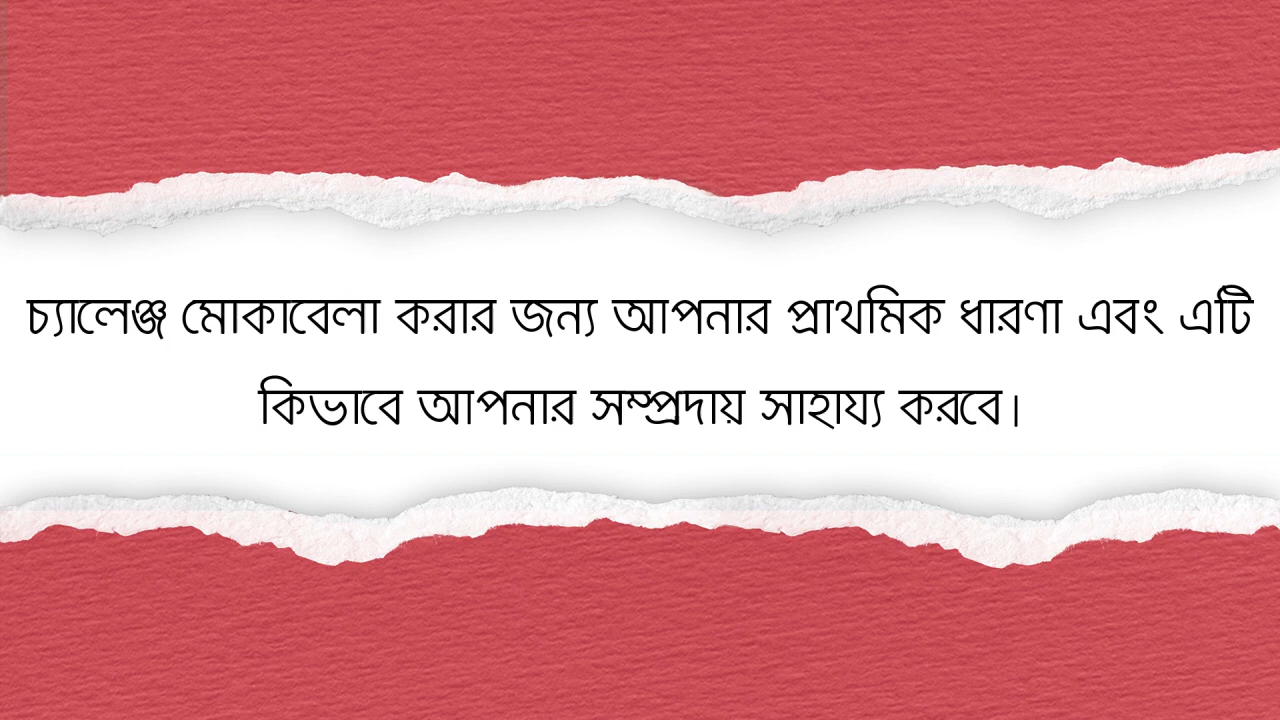 চ্যালেঞ্জ মোকাবেলা করার জন্য আপনার প্রাথমিক ধারণা এবং এটি
কিভাবে আপনার সম্প্রদায় সাহায্য করবে।